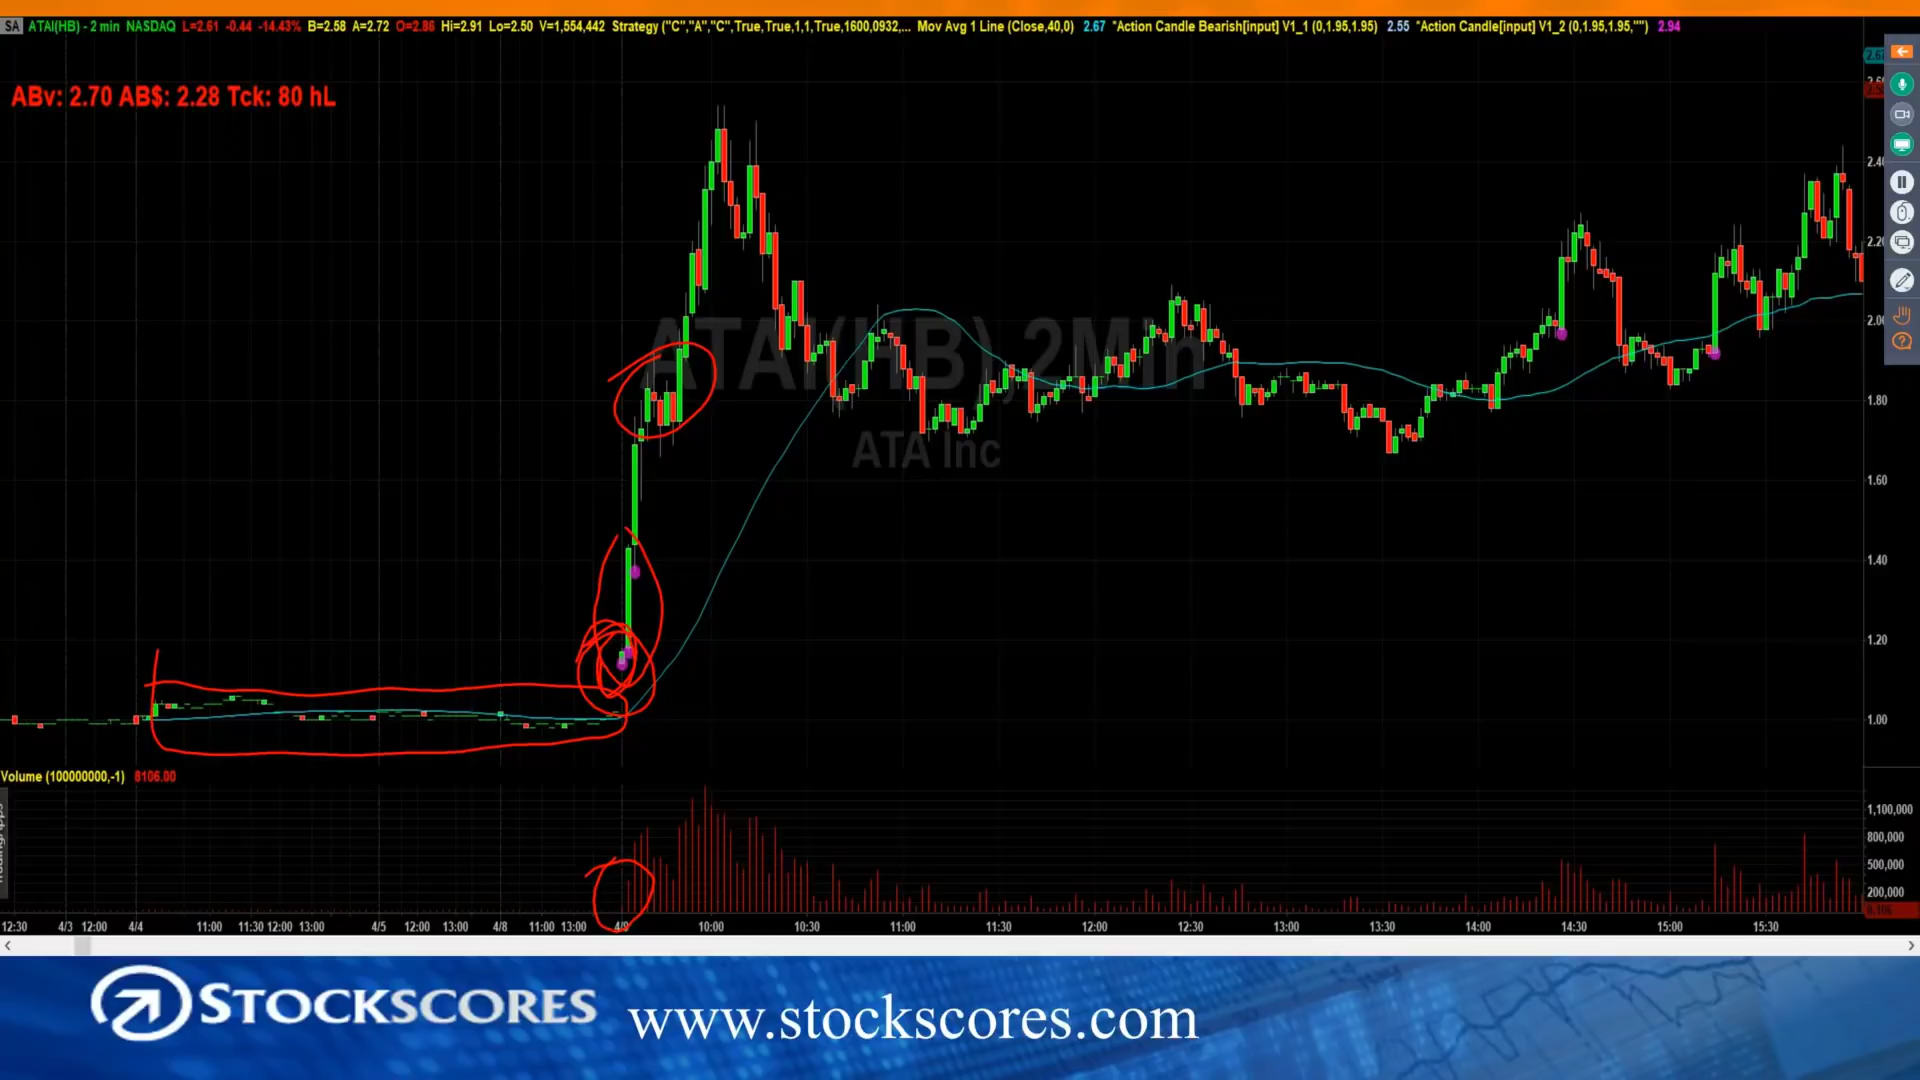 SA ATAI(HB) - 2 min NASDAQ L=2.61 -0.44 -14.43% B=2.58 A=2.72 O=2.86 Hi=2.91 Lo=2.50 V=1,554,442 Strategy ("C","A","C",True,True,1,1,True,1600,0932,... Mov Avg 1 Line (Close,40,0) 2.67 "Action Candle Bearish[input] V1_1 (0,1.95,1.95) 2.55 "Action Candle[input] V1_2 (0,1.95,1.95,"") 2.94
ABv: 2.70 AB$: 2.28 Tck: 80 hL
2.40
2.20
2.00
ATAI(HB),2Min
1.80
ATA Inc
1.60
1.40
1.20
1.00
Volume (100000000,-1) 8106.00
1,100,000
800,000
500,000
200,000
12:30 4/3 12:00 4/4 11:00 11:30 12:00 13:00 4/5 12:00 13:00 4/8 11:00 13:00 4/9 10:00 10:30 11:00 11:30 12:00 12:30 13:00 13:30 14:00 14:30 15:00 15:30
STOCKSCORES www.stockscores.com